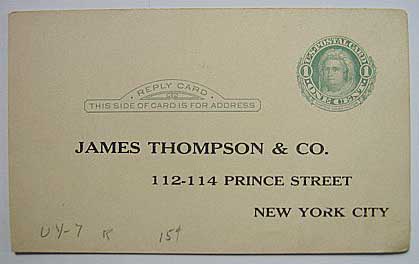 U.S. POSTAL CARD
1 1
ONE CENT
REPLY CARD
THIS SIDE OF CARD IS FOR ADDRESS
JAMES THOMPSON & CO.
112-114 PRINCE STREET
NEW YORK CITY
UY-7 R 15¢